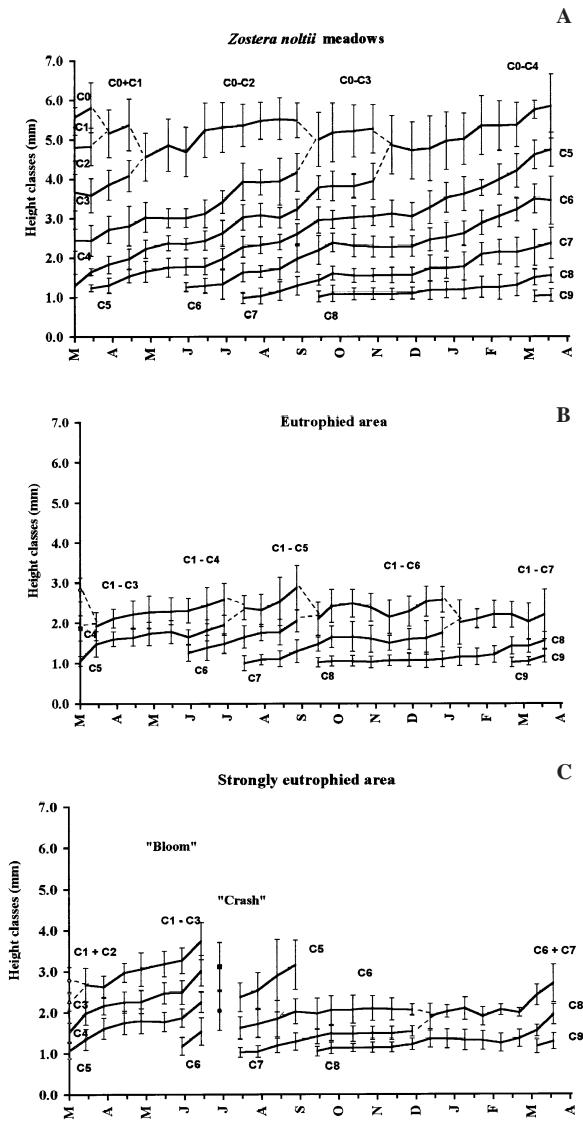 A
Zostera noltii meadows
7.0
6.0
5.0
4.0
3.0
2.0
1.0
0.0
Height classes (mm)
C0
C1
C2
C3
C4
C5
C0+C1
C0-C2
C0-C3
C0-C4
C5
C6
C7
C8
C9
C6
C7
C8
M A M J J A S O N D J F M A
B
Eutrophied area
7.0
6.0
5.0
4.0
3.0
2.0
1.0
0.0
Height classes (mm)
C1 - C3
C1 - C4
C1 - C5
C1 - C6
C1 - C7
C4
C5
C6
C7
C8
C9
C8
C9
M A M J J A S O N D J F M A
C
Strongly eutrophied area
7.0
6.0
5.0
4.0
3.0
2.0
1.0
0.0
Height classes (mm)
"Bloom"
"Crash"
C1 + C2
C1 - C3
C5
C6
C6 + C7
C3
C4
C5
C6
C7
C8
C8
C9
M A M J J A S O N D J F M A